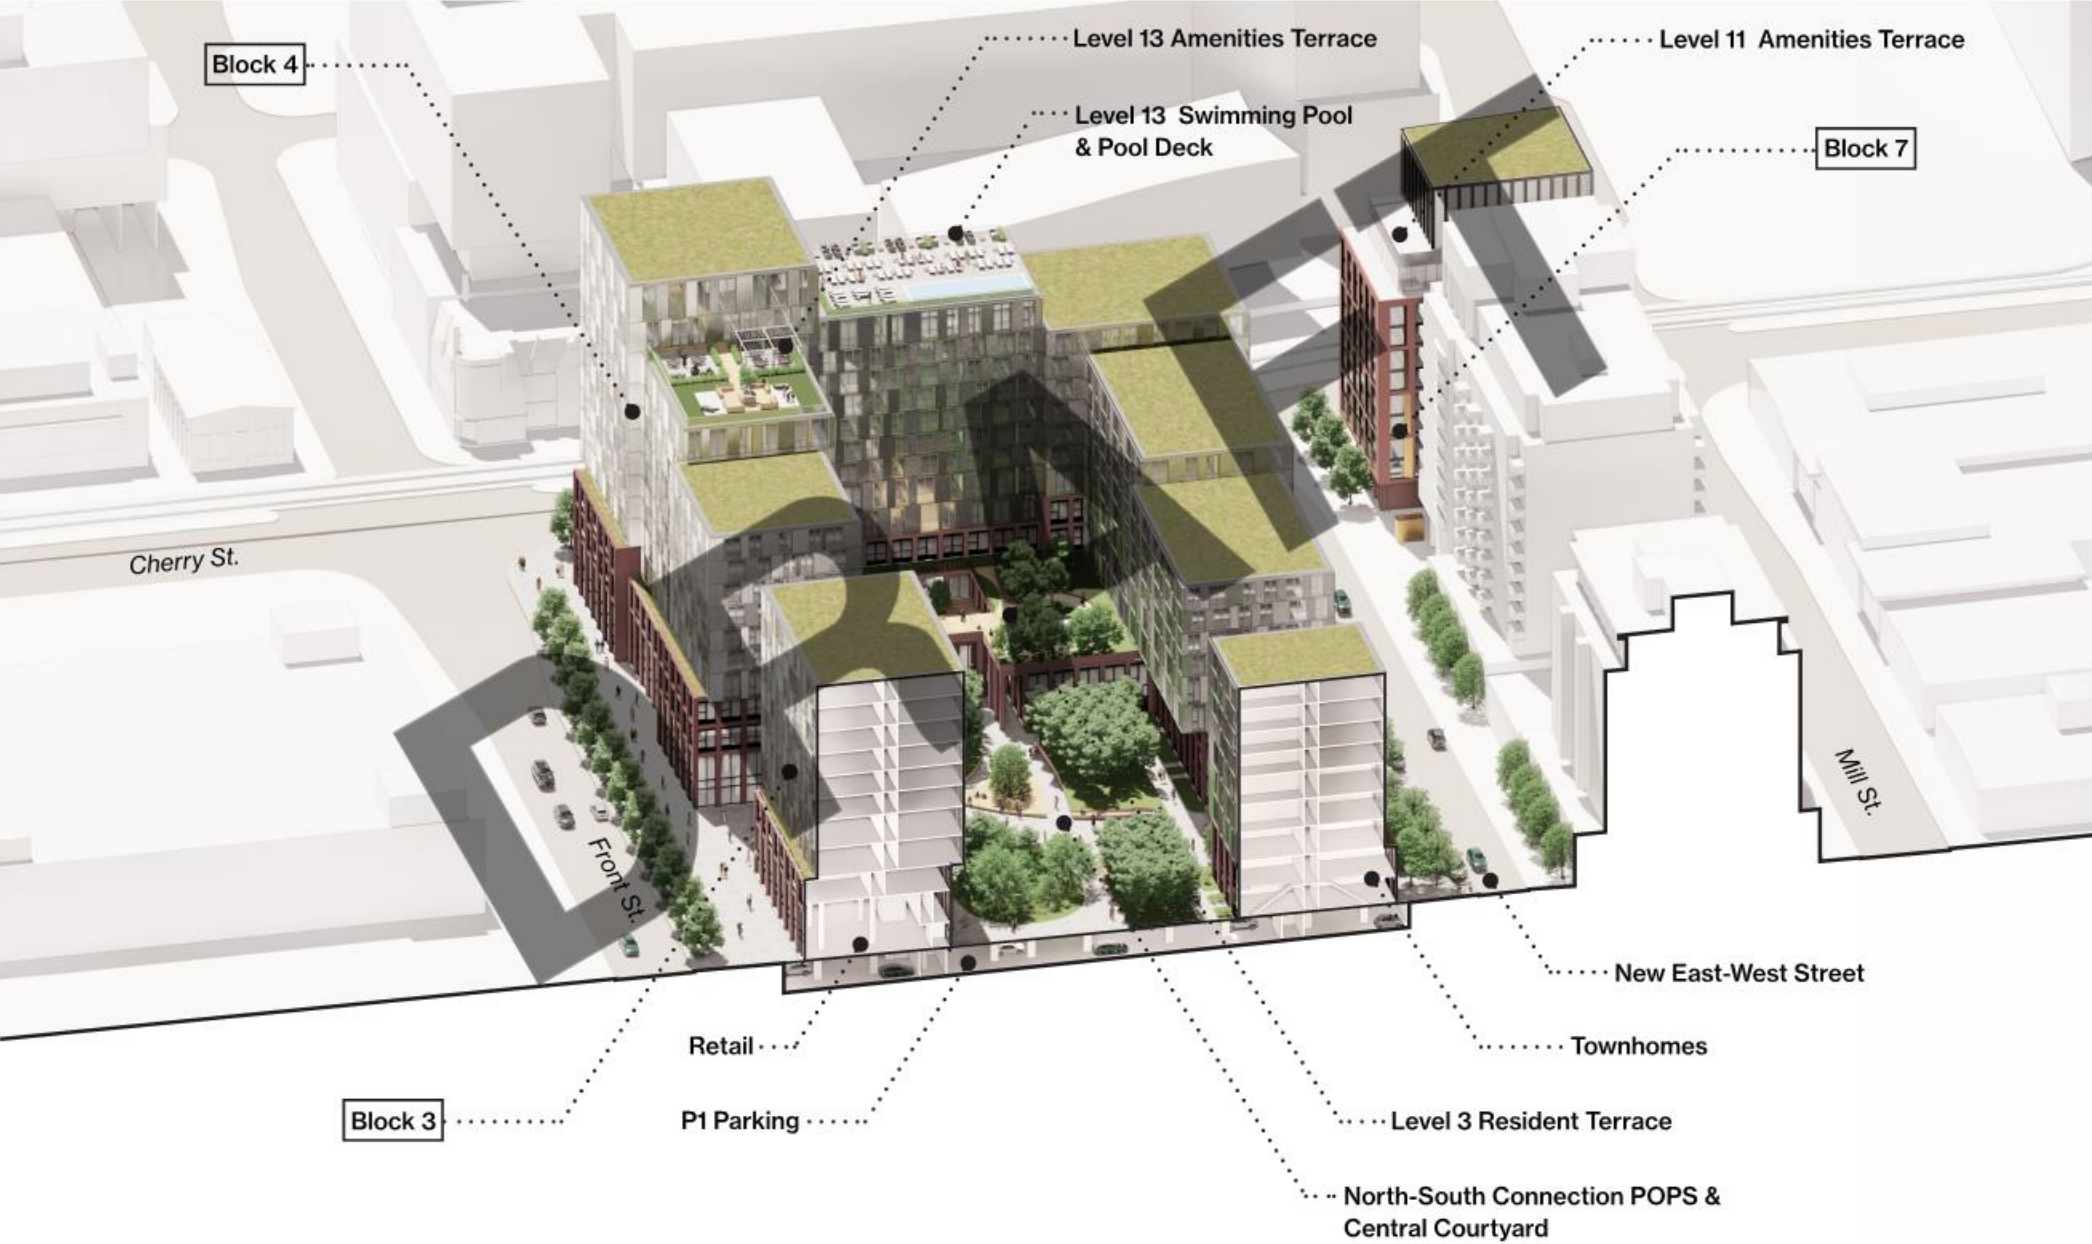 Block 4
Level 13 Amenities Terrace
Level 11 Amenities Terrace
Level 13 Swimming Pool
& Pool Deck
Block 7
Cherry St.
Front St.
Mill St.
DRAFT
New East-West Street
Retail
Townhomes
Block 3
P1 Parking
Level 3 Resident Terrace
North-South Connection POPS &
Central Courtyard